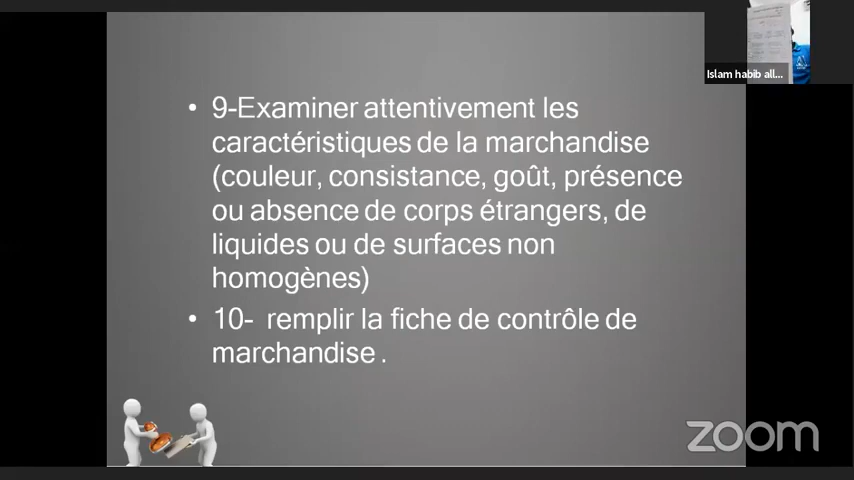 Islam habib all...
• 9-Examiner attentivement les
caractéristiques de la marchandise
(couleur, consistance, goût, présence
ou absence de corps étrangers, de
liquides ou de surfaces non
homogènes)
• 10- remplir la fiche de contrôle de
marchandise .
zoom